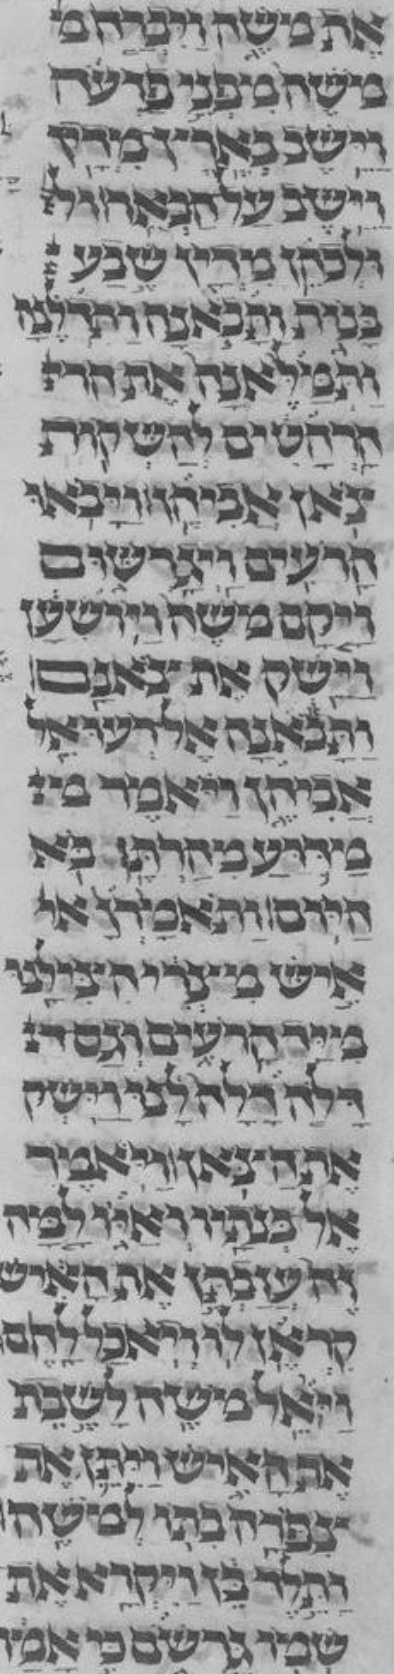 את משה ויברח מ
משה מפני פרעה
וישב בארץ מדין
וישב על הבאר ול
ולכהן מדין שבע
בנות ותבאנה ותדלנה
ותמלאנה את הר
הרהטים להשקות
צאן אביהן ויבאו
הרעים ויגרשום
ויקם משה ויושען
וישק את צאנם
ותבאנה אל רעואל
אביהן ויאמר מ
מדוע מהרתן בא
היום ותאמרן אי
איש מצרי הצילנו
מיד הרעים וגם ד
דלה דלה לנו וישק
את הצאן ויאמר
אל בנתיו ואיו למה
זה עזבתן את האיש
קראן לו ויאכל לחם
ויואל משה לשבת
את האיש ויתן את
צפרה בתו למשה
ותלד בן ויקרא את
שמו גרשם כי אמר